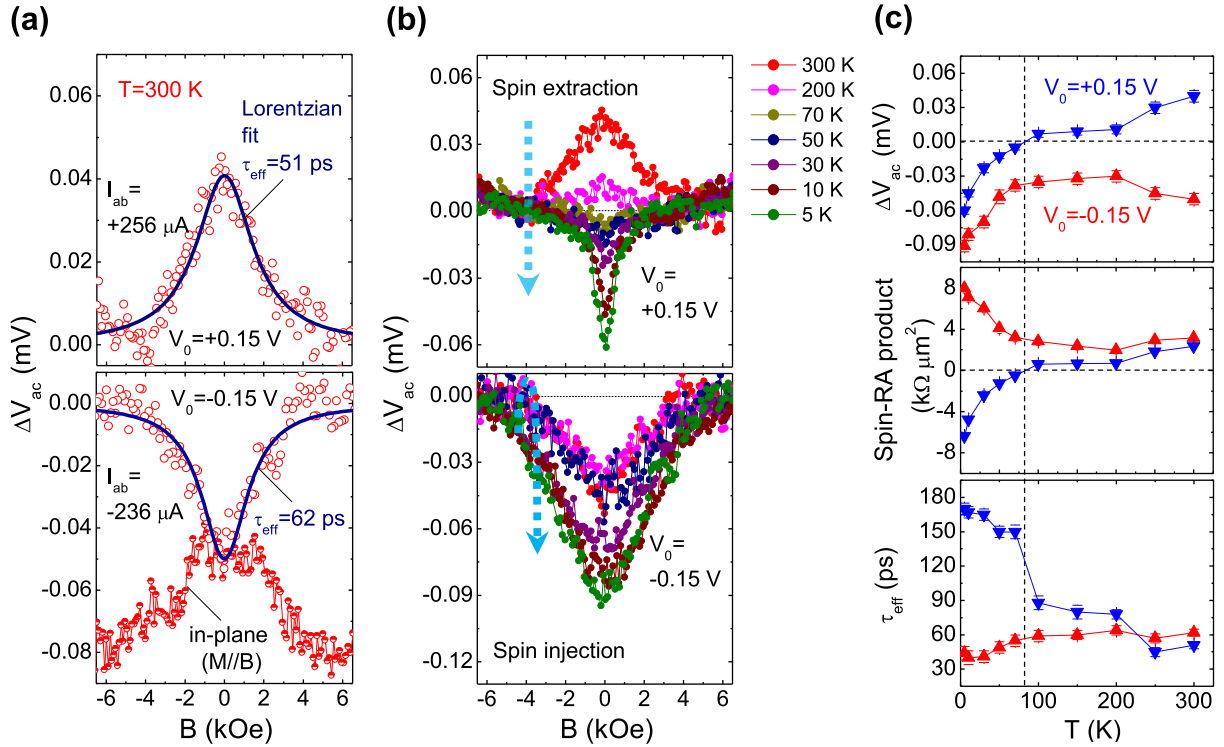 (a)
T=300 K
Lorentzian
fit
τeff=51 ps
Iab=
+256 μA
V0=+0.15 V
0.06
0.04
0.02
0.00
ΔVac (mV)
V0=-0.15 V
Iab=
-236 μA
τeff=62 ps
in-plane
(M//B)
0.00
-0.02
-0.04
-0.06
-0.08
-6 -4 -2 0 2 4 6
B (kOe)
(b)
Spin extraction
V0=
+0.15 V
0.06
0.03
0.00
-0.03
-0.06
ΔVac (mV)
0.00
-0.03
-0.06
-0.09
-0.12
V0=
-0.15 V
Spin injection
-6 -4 -2 0 2 4 6
B (kOe)
300 K
200 K
70 K
50 K
30 K
10 K
5 K
(c)
V0=+0.15 V
V0=-0.15 V
0.06
0.03
0.00
-0.03
-0.06
-0.09
ΔVac (mV)
8
4
0
4
8
Spin-RA product
(kΩ μm2)
180
150
120
90
60
30
τeff (ps)
0 50 100 150 200 250 300
T (K)